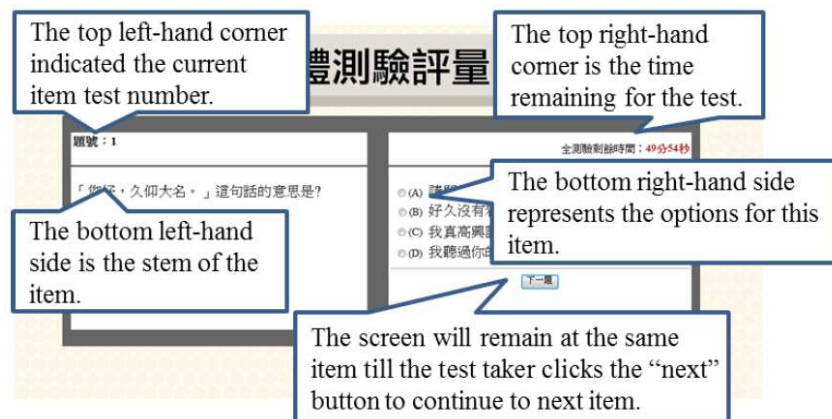 The top left-hand corner
indicated the current
item test number.
體測驗評量
The top right-hand
corner is the time
remaining for the test.
題號：1
全測驗剩餘時間：49分54秒
「你好，久仰大名。」這句話的意思是?
(A)
(B) 好久沒有
(C) 我真高興
(D) 我聽過你
The bottom right-hand side
represents the options for this
item.
The bottom left-hand
side is the stem of the
item.
下一題
The screen will remain at the same
item till the test taker clicks the “next”
button to continue to next item.